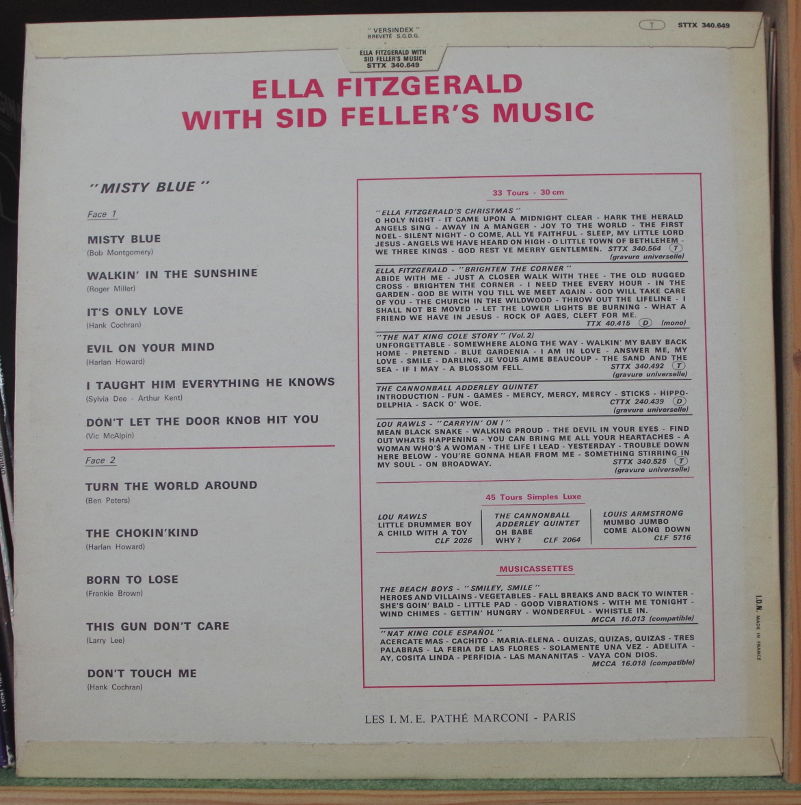 " VERSINDEX "
BREVETÉ S.G.D.G.
T STTX 340.649
ELLA FITZGERALD WITH
SID FELLER'S MUSIC
STTX 340.649
ELLA FITZGERALD
WITH SID FELLER'S MUSIC
" MISTY BLUE "
Face 1
MISTY BLUE
(Bob Montgomery)
WALKIN' IN THE SUNSHINE
(Roger Miller)
IT'S ONLY LOVE
(Hank Cochran)
EVIL ON YOUR MIND
(Harlan Howard)
I TAUGHT HIM EVERYTHING HE KNOWS
(Sylvia Dee - Arthur Kent)
DON'T LET THE DOOR KNOB HIT YOU
(Vic McAlpin)
Face 2
TURN THE WORLD AROUND
(Ben Peters)
THE CHOKIN'KIND
(Harlan Howard)
BORN TO LOSE
(Frankie Brown)
THIS GUN DON'T CARE
(Larry Lee)
DON'T TOUCH ME
(Hank Cochran)
33 Tours - 30 cm
" ELLA FITZGERALD'S CHRISTMAS "
O HOLY NIGHT - IT CAME UPON A MIDNIGHT CLEAR - HARK THE HERALD
ANGELS SING - AWAY IN A MANGER - JOY TO THE WORLD - THE FIRST
NOEL - SILENT NIGHT - O COME, ALL YE FAITHFUL - SLEEP, MY LITTLE LORD
JESUS - ANGELS WE HAVE HEARD ON HIGH - O LITTLE TOWN OF BETHLEHEM -
WE THREE KINGS - GOD REST YE MERRY GENTLEMEN. STTX 340.564 T
(gravure universelle)
ELLA FITZGERALD - " BRIGHTEN THE CORNER "
ABIDE WITH ME - JUST A CLOSER WALK WITH THEE - THE OLD RUGGED
CROSS - BRIGHTEN THE CORNER - I NEED THEE EVERY HOUR - IN THE
GARDEN - GOD BE WITH YOU TILL WE MEET AGAIN - GOD WILL TAKE CARE
OF YOU - THE CHURCH IN THE WILDWOOD - THROW OUT THE LIFELINE - I
SHALL NOT BE MOVED - LET THE LOWER LIGHTS BE BURNING - WHAT A
FRIEND WE HAVE IN JESUS - ROCK OF AGES, CLEFT FOR ME.
TTX 40.415 D (mono)
" THE NAT KING COLE STORY " (Vol. 2)
UNFORGETTABLE - SOMEWHERE ALONG THE WAY - WALKIN' MY BABY BACK
HOME - PRETEND - BLUE GARDENIA - I AM IN LOVE - ANSWER ME, MY
LOVE - SMILE - DARLING, JE VOUS AIME BEAUCOUP - THE SAND AND THE
SEA - IF I MAY - A BLOSSOM FELL. STTX 340.492 T
(gravure universelle)
THE CANNONBALL ADDERLEY QUINTET
INTRODUCTION - FUN - GAMES - MERCY, MERCY, MERCY - STICKS - HIPPO-
DELPHIA - SACK O' WOE. CTTX 240.439 D
(gravure universelle)
LOU RAWLS - " CARRYIN' ON ! "
MEAN BLACK SNAKE - WALKING PROUD - THE DEVIL IN YOUR EYES - FIND
OUT WHATS HAPPENING - YOU CAN BRING ME ALL YOUR HEARTACHES - A
WOMAN WHO'S A WOMAN - THE LIFE I LEAD - YESTERDAY - TROUBLE DOWN
HERE BELOW - YOU'RE GONNA HEAR FROM ME - SOMETHING STIRRING IN
MY SOUL - ON BROADWAY. STTX 340.525 T
(gravure universelle)
45 Tours Simples Luxe
LOU RAWLS
LITTLE DRUMMER BOY
A CHILD WITH A TOY
CLF 2026
THE CANNONBALL
ADDERLEY QUINTET
OH BABE
WHY ? CLF 2064
LOUIS ARMSTRONG
MUMBO JUMBO
COME ALONG DOWN
CLF 5716
MUSICASSETTES
THE BEACH BOYS - " SMILEY, SMILE "
HEROES AND VILLAINS - VEGETABLES - FALL BREAKS AND BACK TO WINTER -
SHE'S GOIN' BALD - LITTLE PAD - GOOD VIBRATIONS - WITH ME TONIGHT -
WIND CHIMES - GETTIN' HUNGRY - WONDERFUL - WHISTLE IN.
MCCA 16.013 (compatible)
" NAT KING COLE ESPAÑOL "
ACERCATE MAS - CACHITO - MARIA-ELENA - QUIZAS, QUIZAS, QUIZAS - TRES
PALABRAS - LA FERIA DE LAS FLORES - SOLAMENTE UNA VEZ - ADELITA -
AY, COSITA LINDA - PERFIDIA - LAS MANANITAS - VAYA CON DIOS.
MCCA 16.018 (compatible)
I.D.N. MADE IN FRANCE
LES I. M. E. PATHÉ MARCONI - PARIS